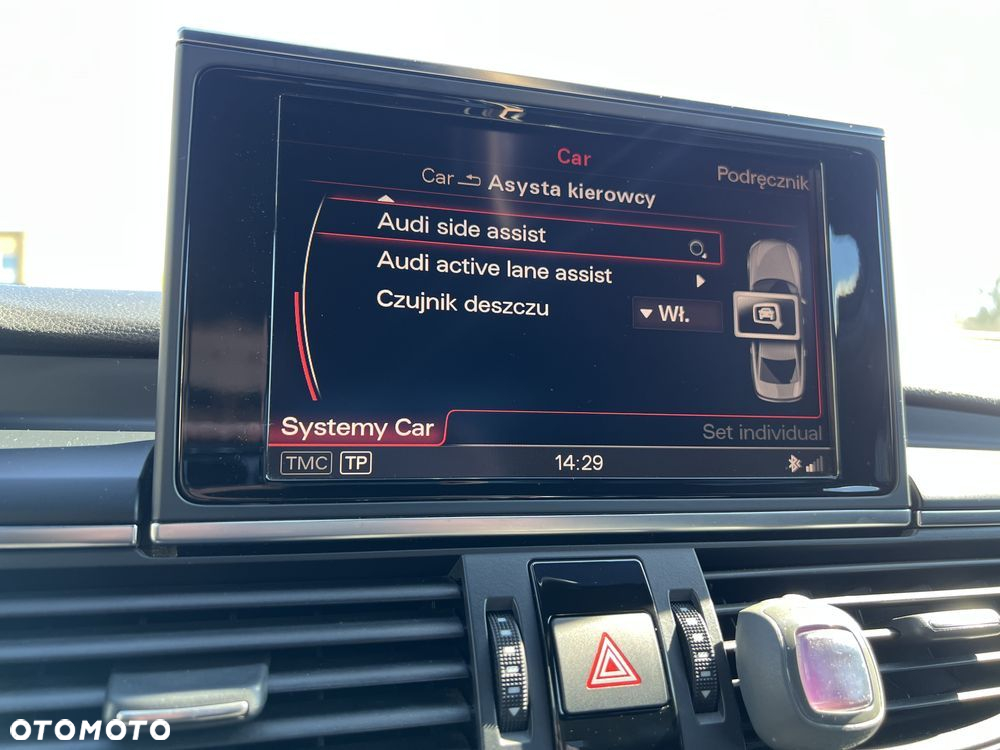 Car
Podręcznik
Car Asysta kierowcy
Audi side assist
Audi active lane assist
Czujnik deszczu
Wł.
Systemy Car
Set individual
TMC TP 14:29
OTOMOTO